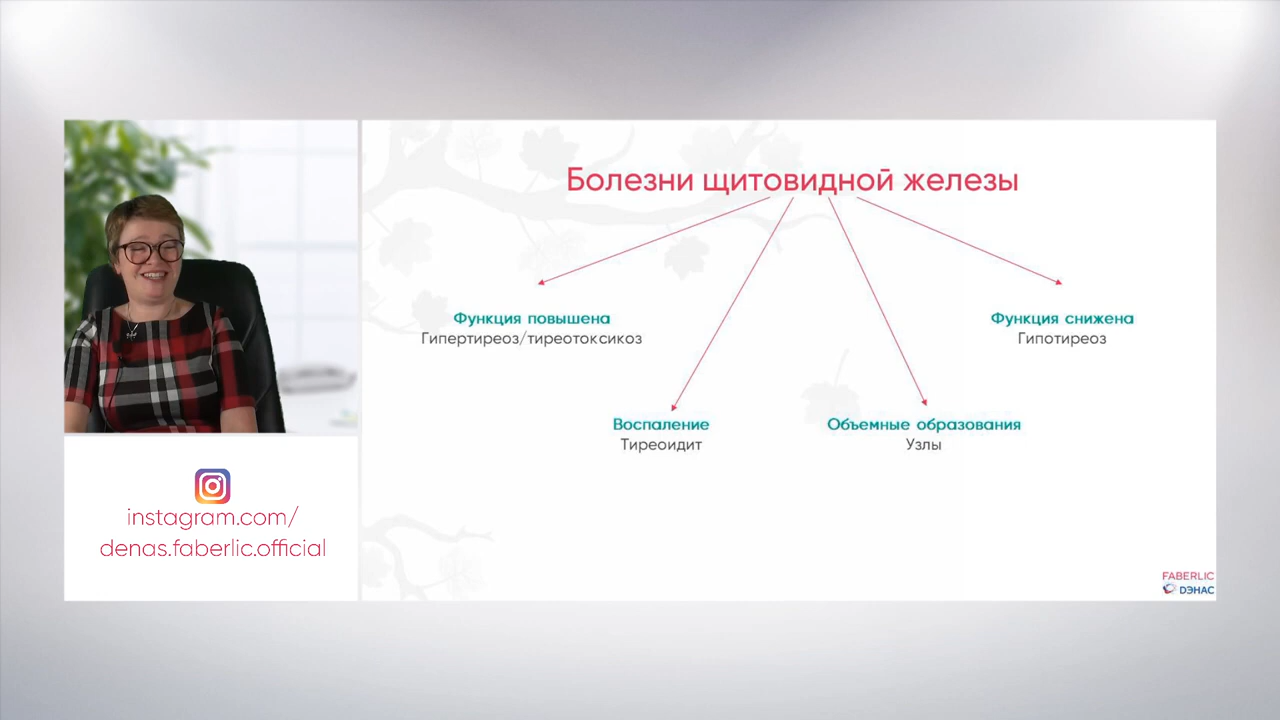 Болезни щитовидной железы
Функция повышена
Гипертиреоз/тиреотоксикоз
Функция снижена
Гипотиреоз
Воспаление
Тиреоидит
Объемные образования
Узлы
instagram.com/
denas.faberlic.official
FABERLIC
DЭНАС